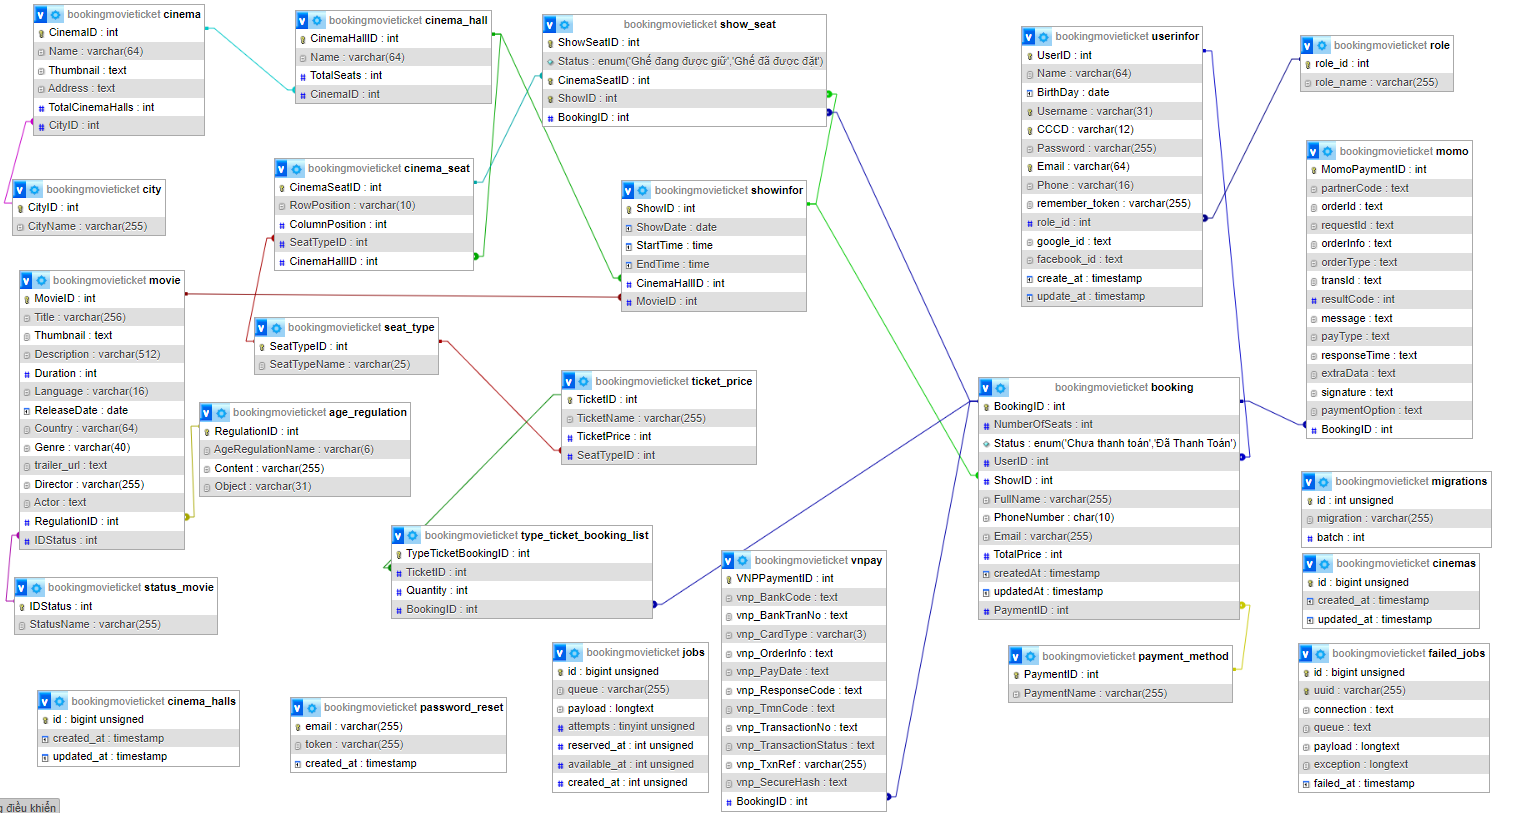 bookingmovieticket cinema
CinemaID : int
Name : varchar(64)
Thumbnail : text
Address : text
TotalCinemaHalls : int
CityID : int
bookingmovieticket cinema_hall
CinemaHallID : int
Name : varchar(64)
TotalSeats : int
CinemaID : int
bookingmovieticket show_seat
ShowSeatID : int
Status : enum('Ghế đang được giữ','Ghế đã được đặt')
CinemaSeatID : int
ShowID : int
BookingID : int
bookingmovieticket userinfor
UserID : int
Name : varchar(64)
BirthDay : date
Username : varchar(31)
CCCD : varchar(12)
Password : varchar(255)
Email : varchar(64)
Phone : varchar(16)
remember_token : varchar(255)
role_id : int
google_id : text
facebook_id : text
create_at : timestamp
update_at : timestamp
bookingmovieticket role
role_id : int
role_name : varchar(255)
bookingmovieticket city
CityID : int
CityName : varchar(255)
bookingmovieticket cinema_seat
CinemaSeatID : int
RowPosition : varchar(10)
ColumnPosition : int
SeatTypeID : int
CinemaHallID : int
bookingmovieticket showinfor
ShowID : int
ShowDate : date
StartTime : time
EndTime : time
CinemaHallID : int
MovieID : int
bookingmovieticket momo
MomoPaymentID : int
partnerCode : text
orderId : text
requestId : text
orderInfo : text
orderType : text
transId : text
resultCode : int
message : text
payType : text
responseTime : text
extraData : text
signature : text
paymentOption : text
BookingID : int
bookingmovieticket movie
MovieID : int
Title : varchar(256)
Thumbnail : text
Description : varchar(512)
Duration : int
Language : varchar(16)
ReleaseDate : date
Country : varchar(64)
Genre : varchar(40)
trailer_url : text
Director : varchar(255)
Actor : text
RegulationID : int
IDStatus : int
bookingmovieticket seat_type
SeatTypeID : int
SeatTypeName : varchar(25)
bookingmovieticket age_regulation
RegulationID : int
AgeRegulationName : varchar(6)
Content : varchar(255)
Object : varchar(31)
bookingmovieticket ticket_price
TicketID : int
TicketName : varchar(255)
TicketPrice : int
SeatTypeID : int
bookingmovieticket booking
BookingID : int
NumberOfSeats : int
Status : enum('Chưa thanh toán','Đã Thanh Toán')
UserID : int
ShowID : int
FullName : varchar(255)
PhoneNumber : char(10)
Email : varchar(255)
TotalPrice : int
createdAt : timestamp
updatedAt : timestamp
PaymentID : int
bookingmovieticket migrations
id : int unsigned
migration : varchar(255)
batch : int
bookingmovieticket type_ticket_booking_list
TypeTicketBookingID : int
TicketID : int
Quantity : int
BookingID : int
bookingmovieticket vnpay
VNPPaymentID : int
vnp_BankCode : text
vnp_BankTranNo : text
vnp_CardType : varchar(3)
vnp_OrderInfo : text
vnp_PayDate : text
vnp_ResponseCode : text
vnp_TmnCode : text
vnp_TransactionNo : text
vnp_TransactionStatus : text
vnp_TxnRef : varchar(255)
vnp_SecureHash : text
BookingID : int
bookingmovieticket cinemas
id : bigint unsigned
created_at : timestamp
updated_at : timestamp
bookingmovieticket status_movie
IDStatus : int
StatusName : varchar(255)
bookingmovieticket jobs
id : bigint unsigned
queue : varchar(255)
payload : longtext
attempts : tinyint unsigned
reserved_at : int unsigned
available_at : int unsigned
created_at : int unsigned
bookingmovieticket payment_method
PaymentID : int
PaymentName : varchar(255)
bookingmovieticket failed_jobs
id : bigint unsigned
uuid : varchar(255)
connection : text
queue : text
payload : longtext
exception : longtext
failed_at : timestamp
bookingmovieticket cinema_halls
id : bigint unsigned
created_at : timestamp
updated_at : timestamp
bookingmovieticket password_reset
email : varchar(255)
token : varchar(255)
created_at : timestamp
g điều khiển